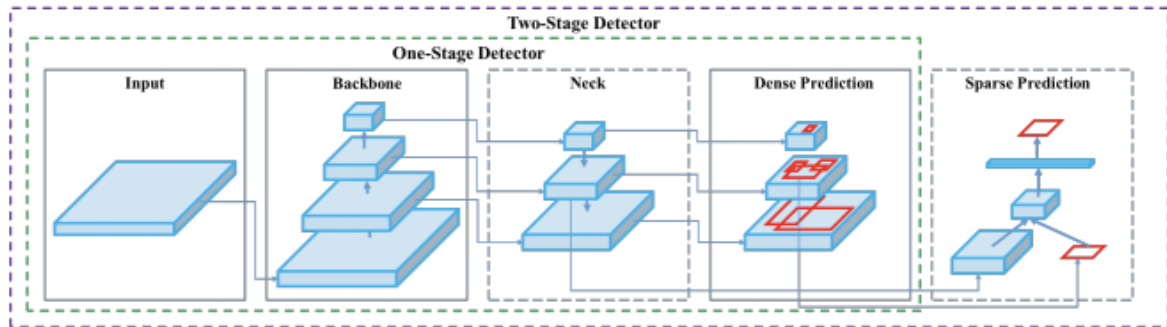 Two-Stage Detector
One-Stage Detector
Input
Backbone
Neck
Dense Prediction
Sparse Prediction